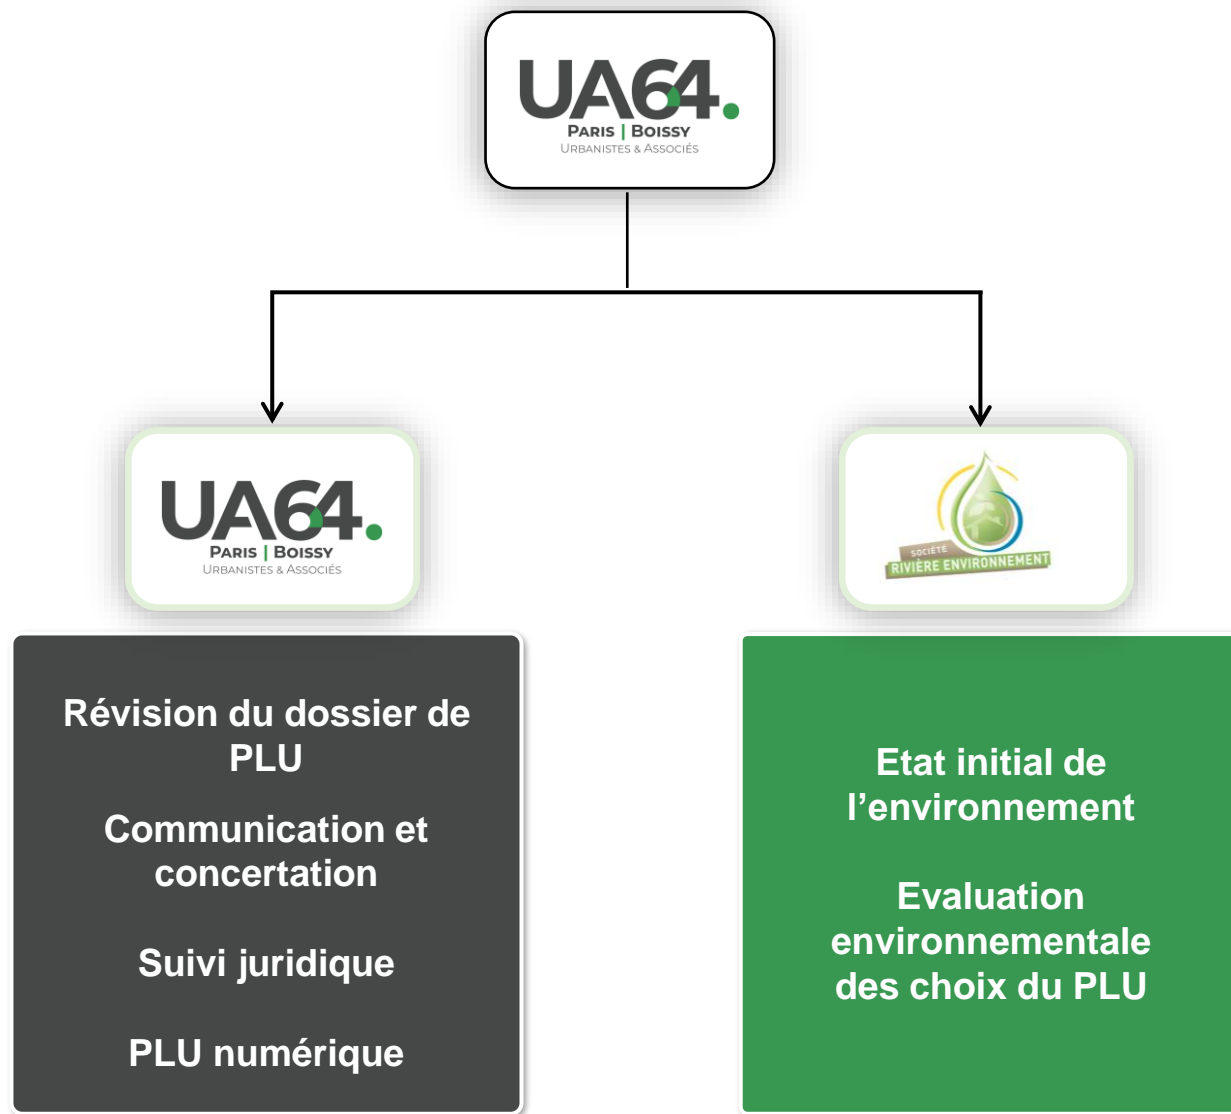 UA64.
PARIS | BOISSY
URBANISTES & ASSOCIÉS
UA64.
PARIS | BOISSY
URBANISTES & ASSOCIÉS
Révision du dossier de
PLU
Communication et
concertation
Suivi juridique
PLU numérique
SOCIÉTÉ
RIVIÈRE ENVIRONNEMENT
Etat initial de
l’environnement
Evaluation
environnementale
des choix du PLU